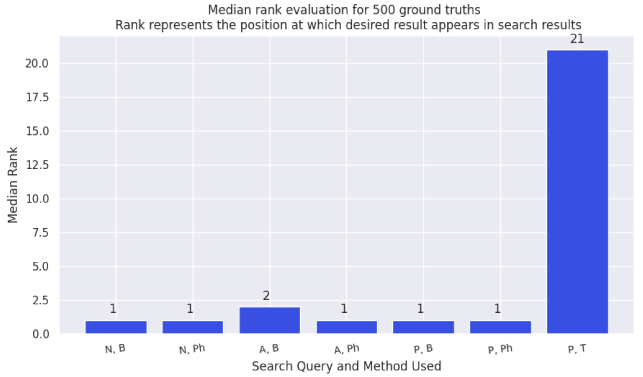 Median rank evaluation for 500 ground truths
Rank represents the position at which desired result appears in search results
21
20.0
17.5
15.0
12.5
10.0
7.5
5.0
2.5
0.0
Median Rank
1
1
2
1
1
1
N, B
N, Ph
A, B
A, Ph
P, B
P, Ph
P, T
Search Query and Method Used